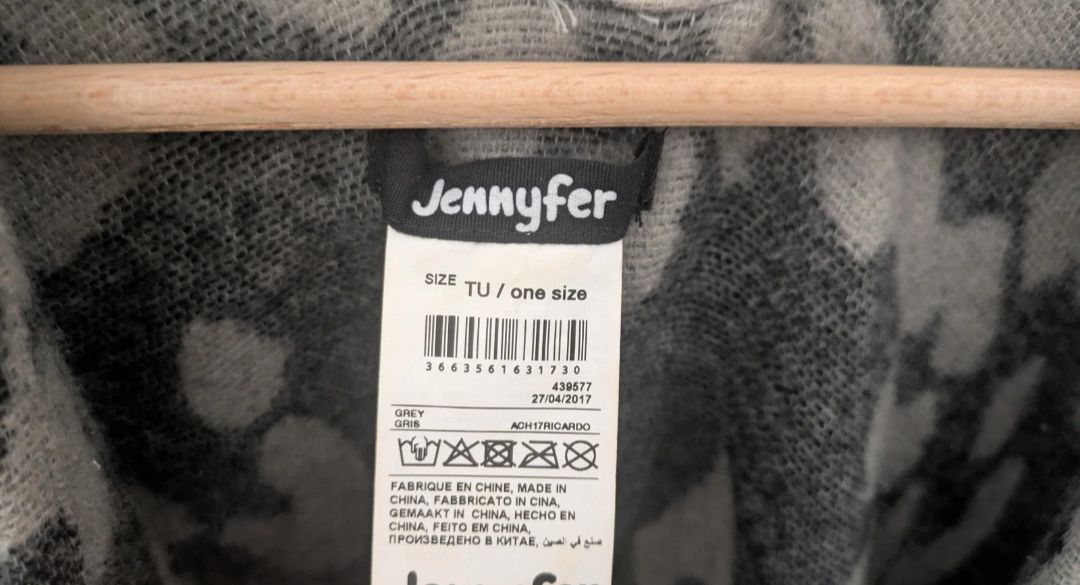 Jennyfer
SIZE TU / one size
3663561631730
439577
27/04/2017
GREY
GRIS ACH17RICARDO
FABRIQUE EN CHINE, MADE IN
CHINA, FABBRICATO IN CINA,
GEMAAKT IN CHINA, HECHO EN
CHINA, FEITO EM CHINA,
ПРОИЗВЕДЕНО В КИТАЕ, صنع في الصين
Jennyfer